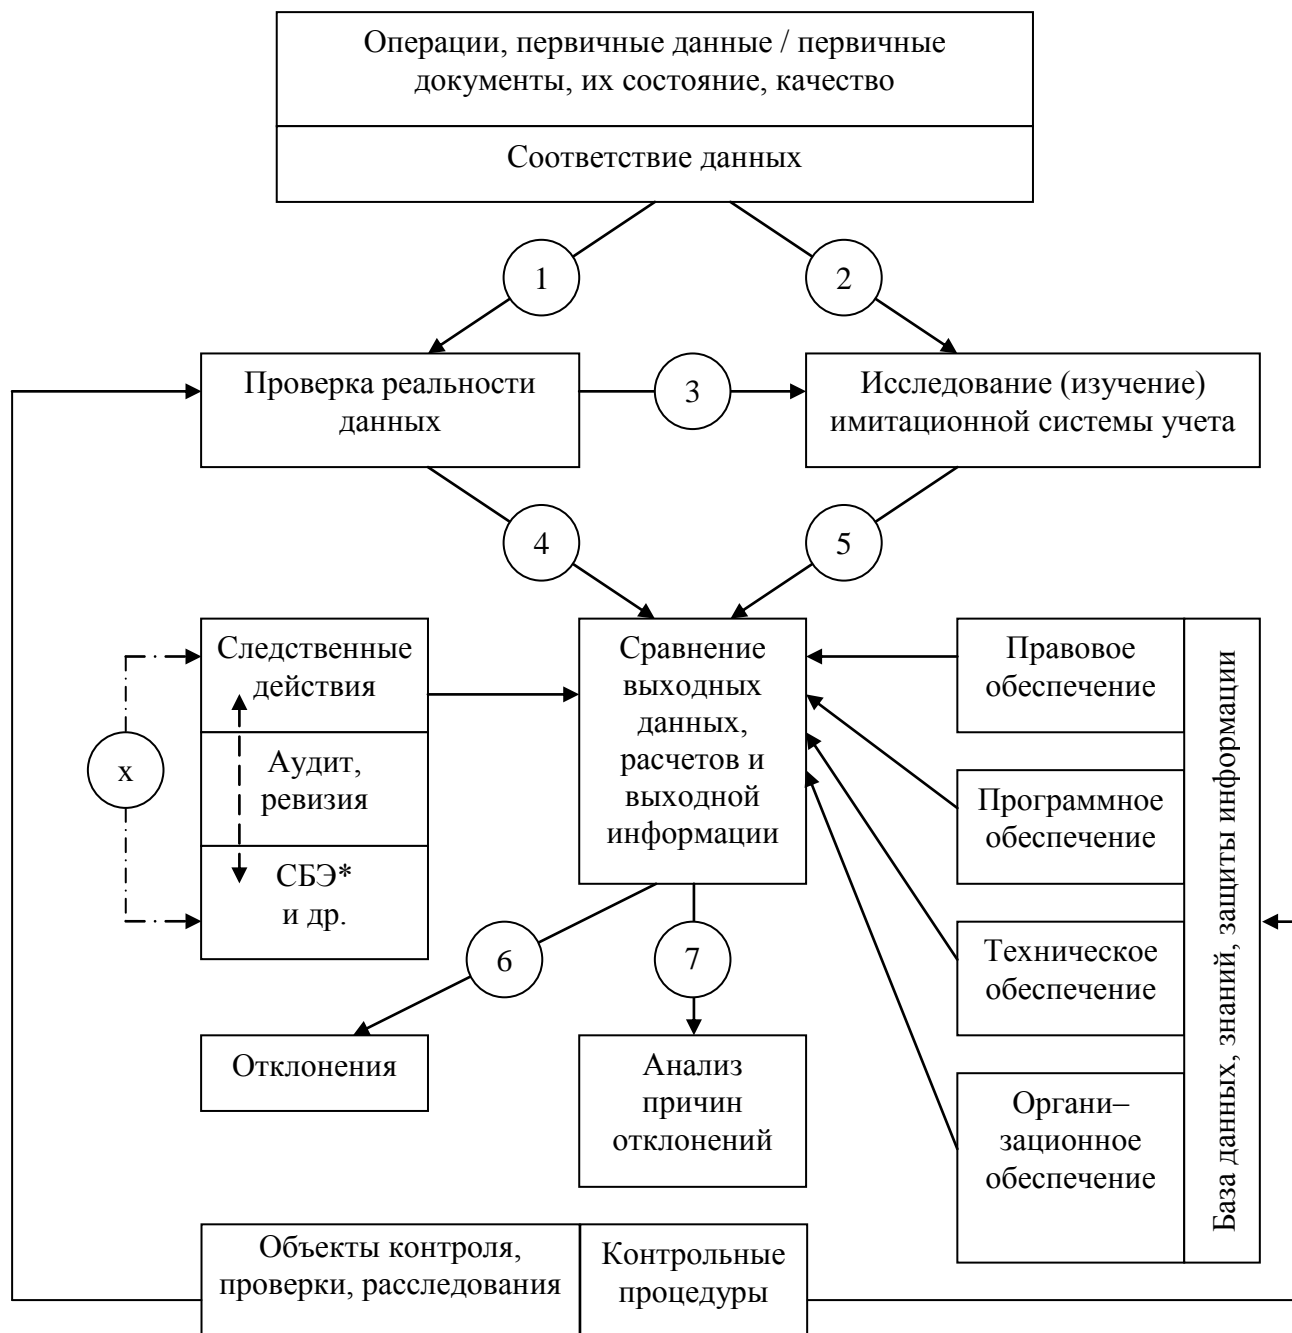 Операции, первичные данные / первичные
документы, их состояние, качество
Соответствие данных
1
2
Проверка реальности
данных
3
Исследование (изучение)
имитационной системы учета
4
5
Следственные
действия
Аудит,
ревизия
СБЭ*
и др.
х
Сравнение
выходных
данных,
расчетов и
выходной
информации
Правовое
обеспечение
Программное
обеспечение
Техническое
обеспечение
Органи–
зационное
обеспечение
База данных, знаний, защиты информации
6
7
Отклонения
Анализ
причин
отклонений
Объекты контроля,
проверки, расследования
Контрольные
процедуры